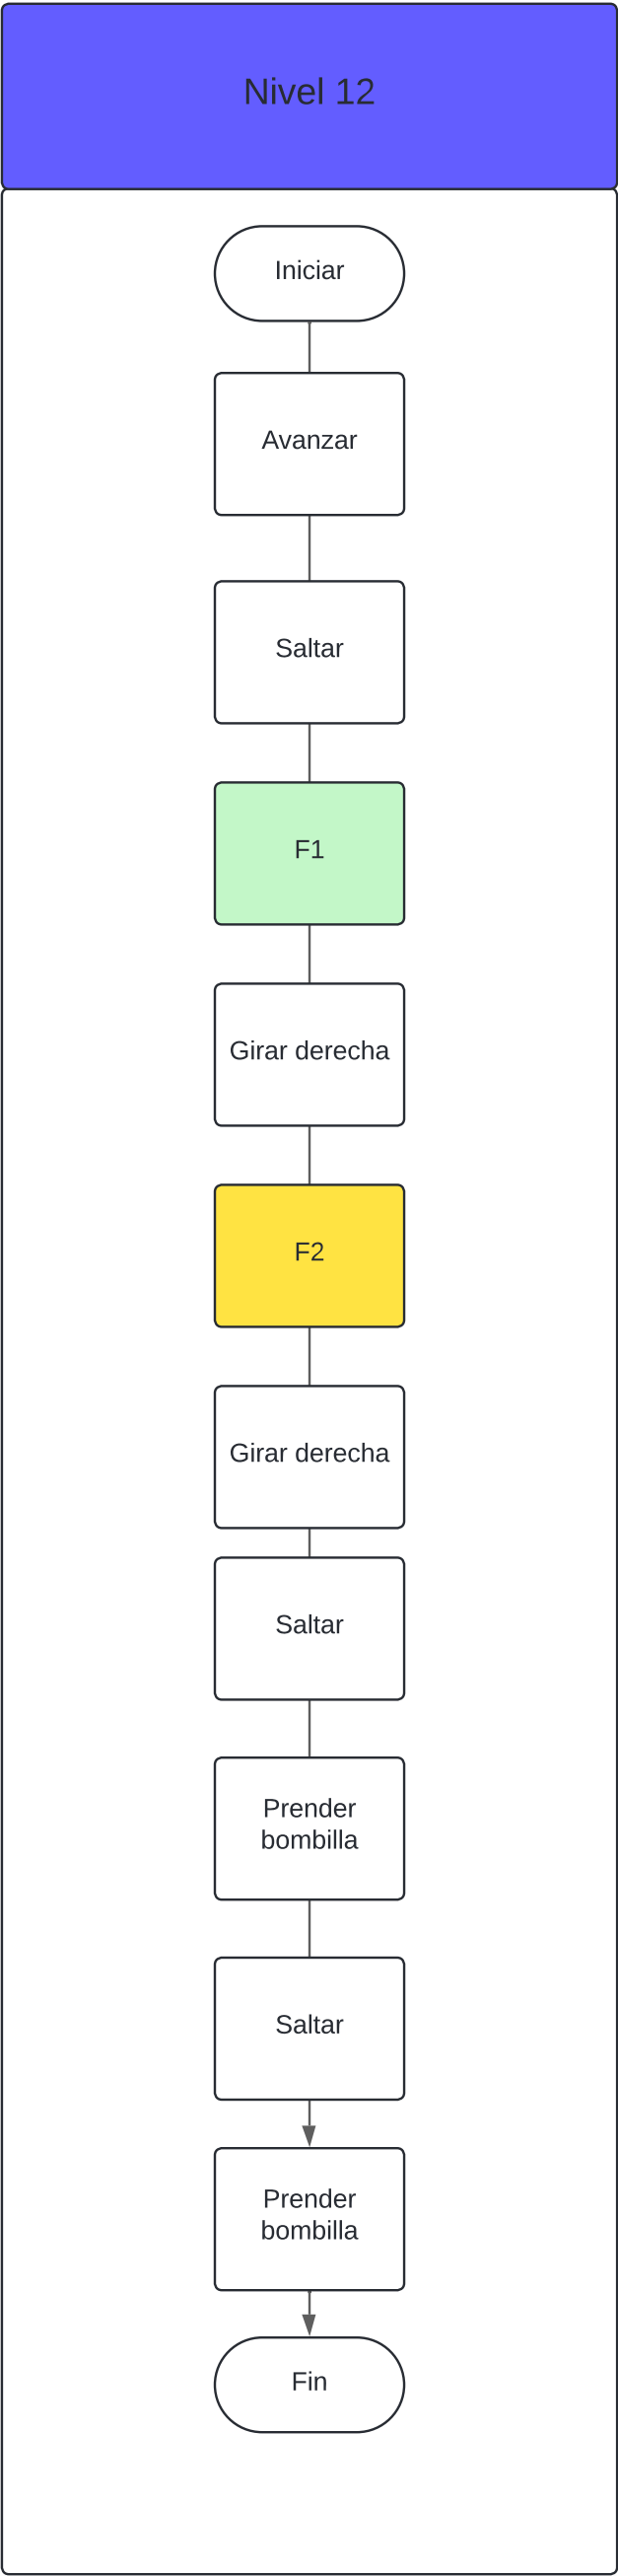 Nivel 12
Iniciar
Avanzar
Saltar
F1
Girar derecha
F2
Girar derecha
Saltar
Prender
bombilla
Saltar
Prender
bombilla
Fin